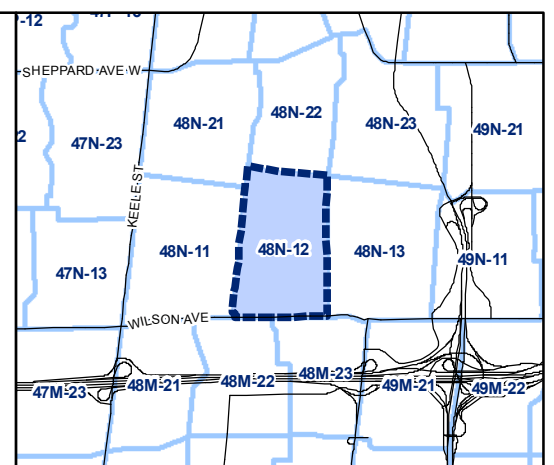 -12
SHEPPARD AVE W
48N-21
48N-22
48N-23
49N-21
47N-23
2
KEELE ST
48N-11
48N-12
48N-13
49N-11
47N-13
WILSON AVE
47M-23
48M-21
48M-22
48M-23
49M-21
49M-22